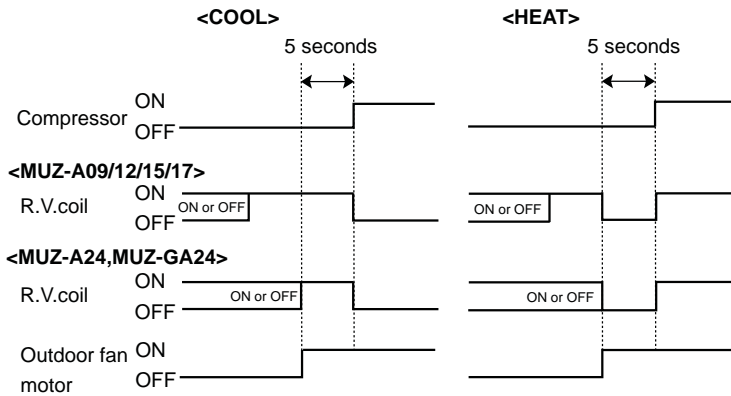 <COOL> <HEAT>
5 seconds 5 seconds
Compressor ON
OFF
<MUZ-A09/12/15/17>
R.V.coil ON
OFF ON or OFF ON or OFF
<MUZ-A24,MUZ-GA24>
R.V.coil ON
OFF ON or OFF ON or OFF
Outdoor fan ON
motor OFF